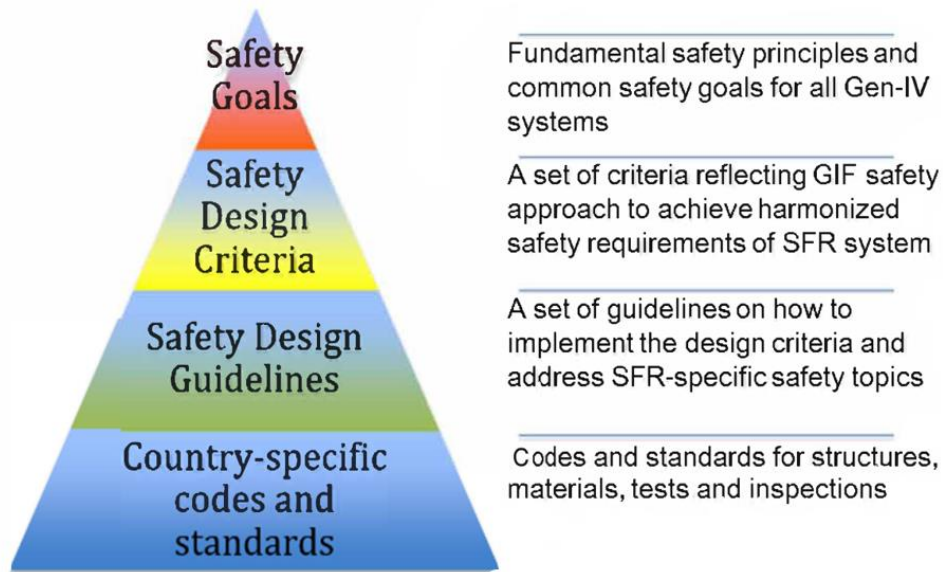 Safety
Goals
Fundamental safety principles and
common safety goals for all Gen-IV
systems
Safety
Design
Criteria
A set of criteria reflecting GIF safety
approach to achieve harmonized
safety requirements of SFR system
Safety Design
Guidelines
A set of guidelines on how to
implement the design criteria and
address SFR-specific safety topics
Country-specific
codes and
standards
Codes and standards for structures,
materials, tests and inspections